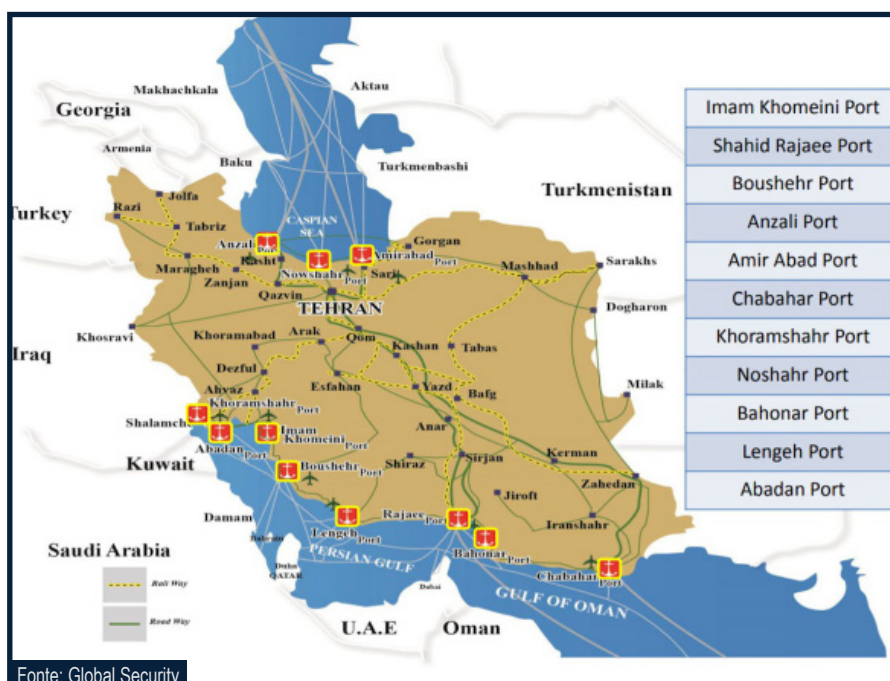 Makhachkala
Aktau
Georgia
Armenia
Baku
Turkmenbashi
Turkmenistan
Turkey
Razi
Jolfa
Tabriz
CASPIAN
SEA
Anzali
Port
Rasht
Nowshahr
Port
Amirabad
Port
Gorgan
Sari
Maragheh
Zanjan
Qazvin
TEHRAN
Mashhad
Sarakhs
Dogharon
Khosravi
Iraq
Khoramabad
Arak
Qom
Kashan
Tabas
Dezful
Esfahan
Yazd
Bafg
Milak
Ahvaz
Khoramshahr Port
Shalamche
Abadan Port
Imam
Khomeini Port
Anar
Kuwait
Boushehr Port
Shiraz
Sirjan
Kerman
Zahedan
Jiroft
Iranshahr
Damam
Bahrain
Lengeh Port
Rajaee
Port
Bahonar
Port
Chabahar
Port
Saudi Arabia
Duha
QATAR
PERSIAN GULF
Dubai
GULF OF OMAN
U.A.E
Oman
Rail Way
Road Way
Imam Khomeini Port
Shahid Rajaee Port
Boushehr Port
Anzali Port
Amir Abad Port
Chabahar Port
Khoramshahr Port
Noshahr Port
Bahonar Port
Lengeh Port
Abadan Port
Fonte: Global Security